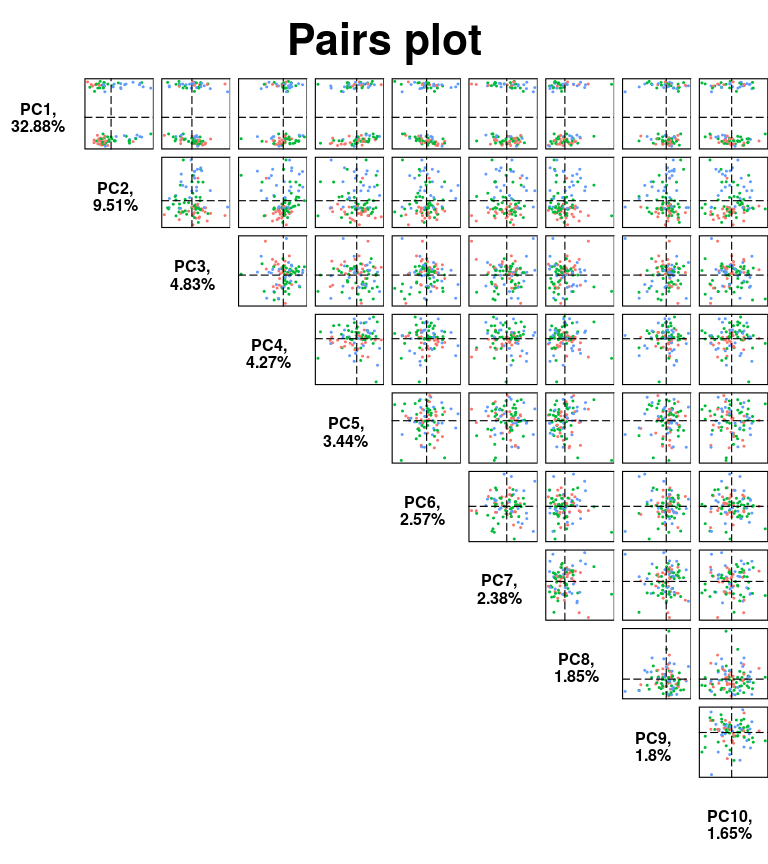 Pairs plot
PC1,
32.88%
PC2,
9.51%
PC3,
4.83%
PC4,
4.27%
PC5,
3.44%
PC6,
2.57%
PC7,
2.38%
PC8,
1.85%
PC9,
1.8%
PC10,
1.65%